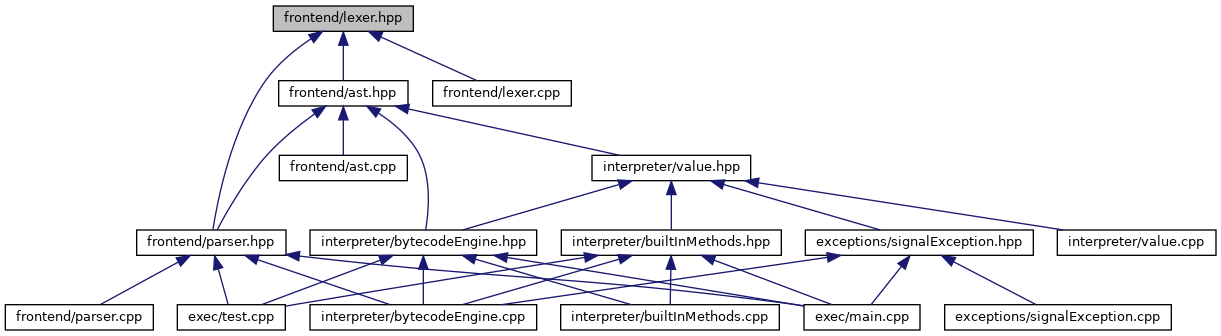 frontend/lexer.hpp
frontend/ast.hpp
frontend/lexer.cpp
frontend/ast.cpp
interpreter/value.hpp
frontend/parser.hpp
interpreter/bytecodeEngine.hpp
interpreter/builtInMethods.hpp
exceptions/signalException.hpp
interpreter/value.cpp
frontend/parser.cpp
exec/test.cpp
interpreter/bytecodeEngine.cpp
interpreter/builtInMethods.cpp
exec/main.cpp
exceptions/signalException.cpp